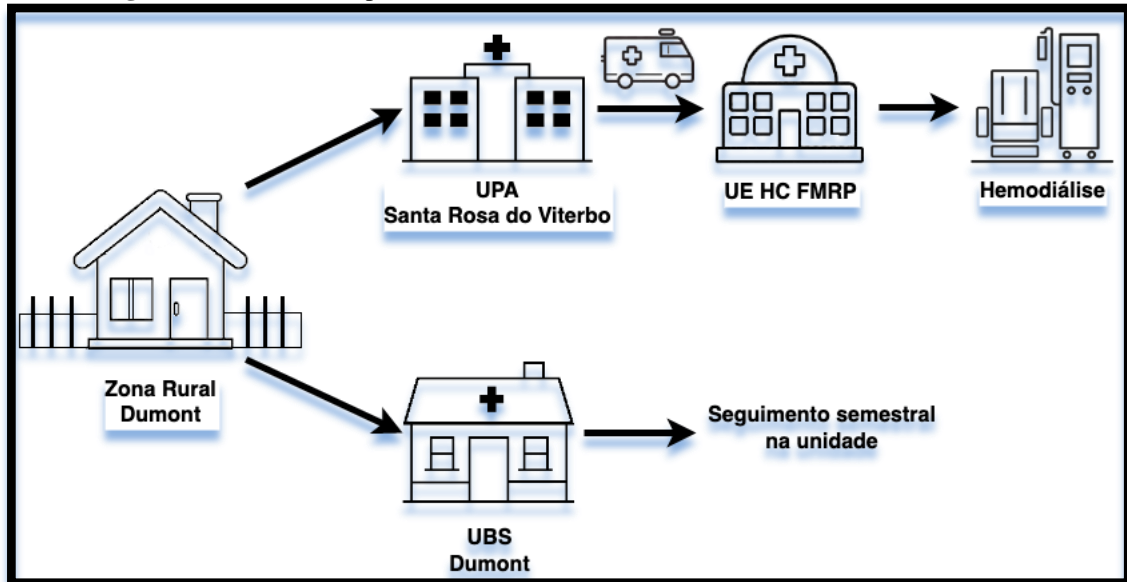 UPA
Santa Rosa do Viterbo
UE HC FMRP
Hemodiálise
Zona Rural
Dumont
Seguimento semestral
na unidade
UBS
Dumont